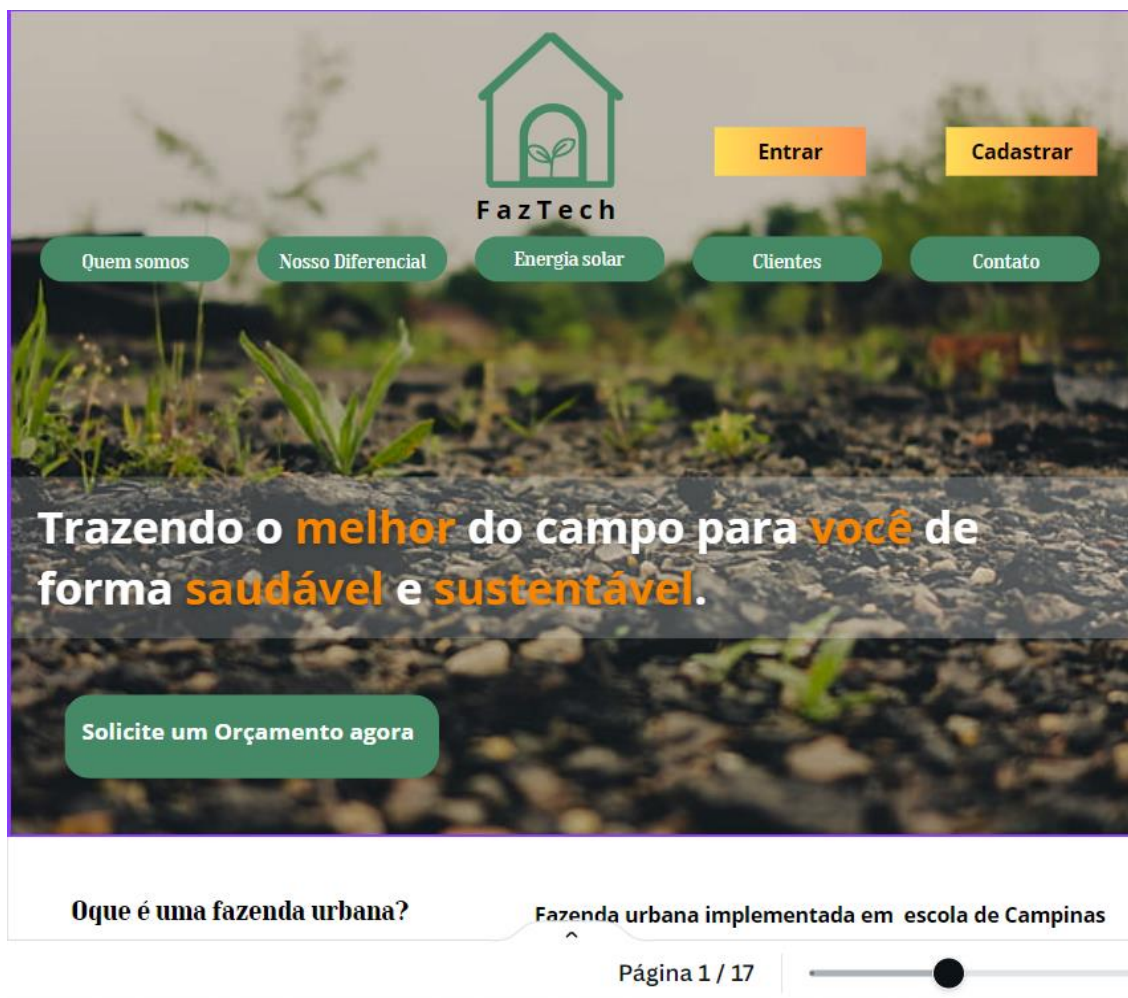 Entrar
Cadastrar
FazTech
Quem somos
Nosso Diferencial
Energia solar
Clientes
Contato
Trazendo o melhor do campo para você de
forma saudável e sustentável.
Solicite um Orçamento agora
Oque é uma fazenda urbana?
Fazenda urbana implementada em escola de Campinas
Página 1 / 17